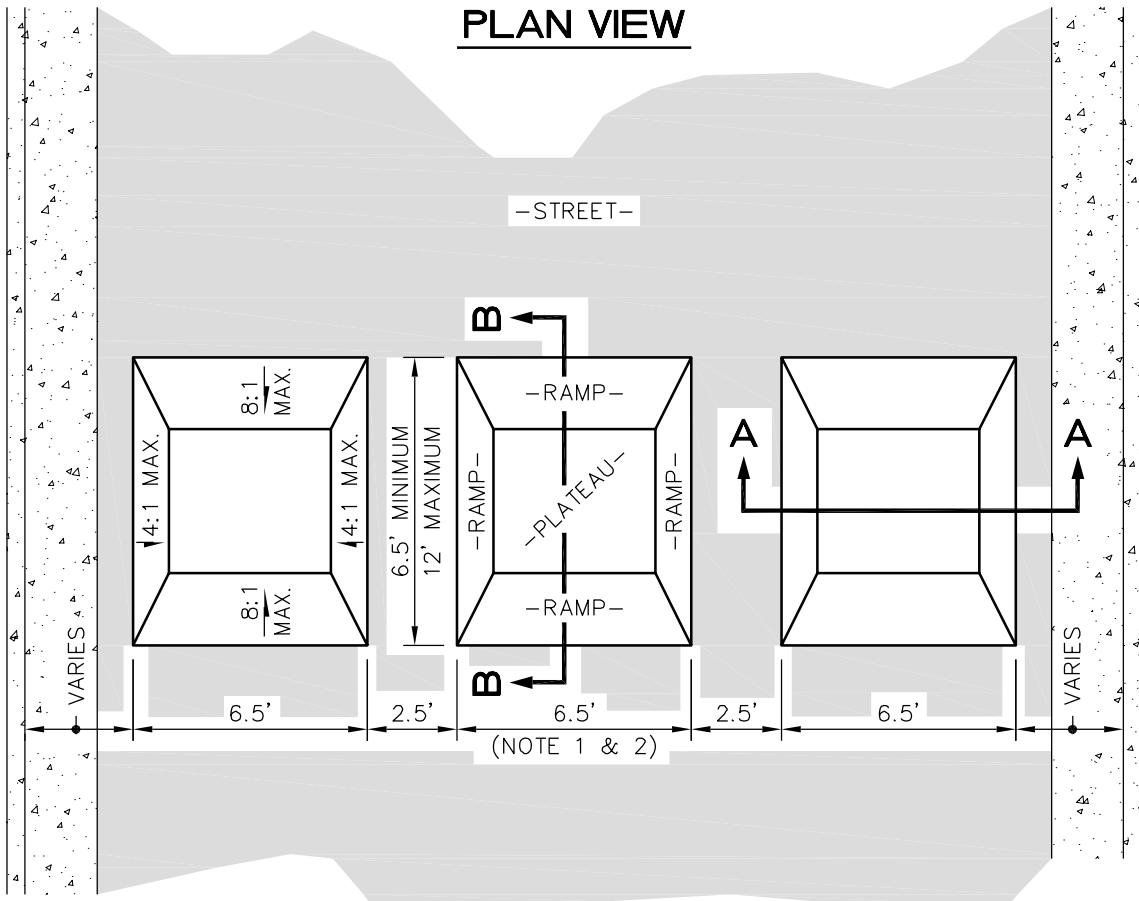 PLAN VIEW
-STREET-
B
8:1
MAX.
4:1 MAX.
4:1 MAX.
8:1
MAX.
6.5' MINIMUM
12' MAXIMUM
-RAMP-
-RAMP-
-PLATEAU-
-RAMP-
-RAMP-
A
A
B
VARIES
6.5'
2.5'
6.5'
2.5'
6.5'
VARIES
(NOTE 1 & 2)